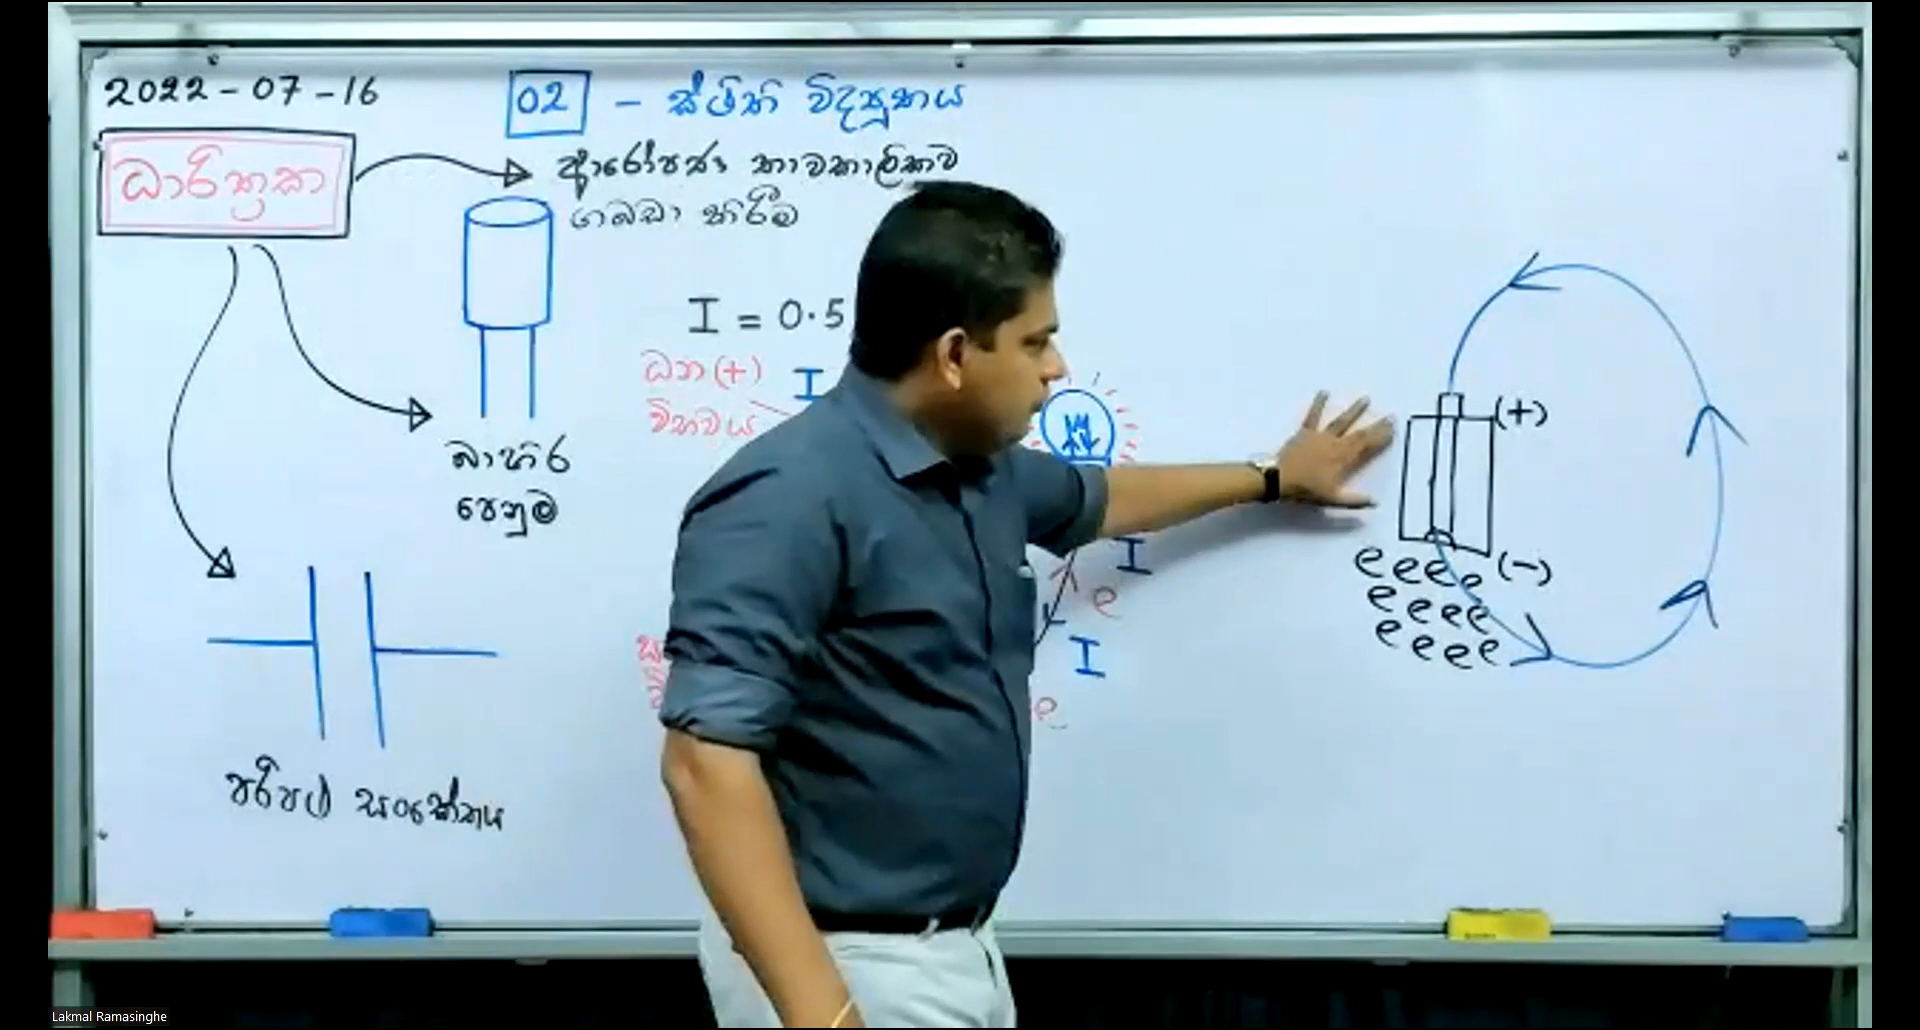 2022-07-16
02 - ස්ථිති විද්‍යුතය
ධාරිත්‍රක
ආරෝපණ තාවකාලිකව
ගබඩා කිරීම
I = 0.5
ධන (+)
විභවය
I
බාහිර
පෙනුම
(+)
(-)
I
e
I
e
e e e e
e e e e
e e e e
පරිපථ සංකේතය
Lakmal Ramasinghe